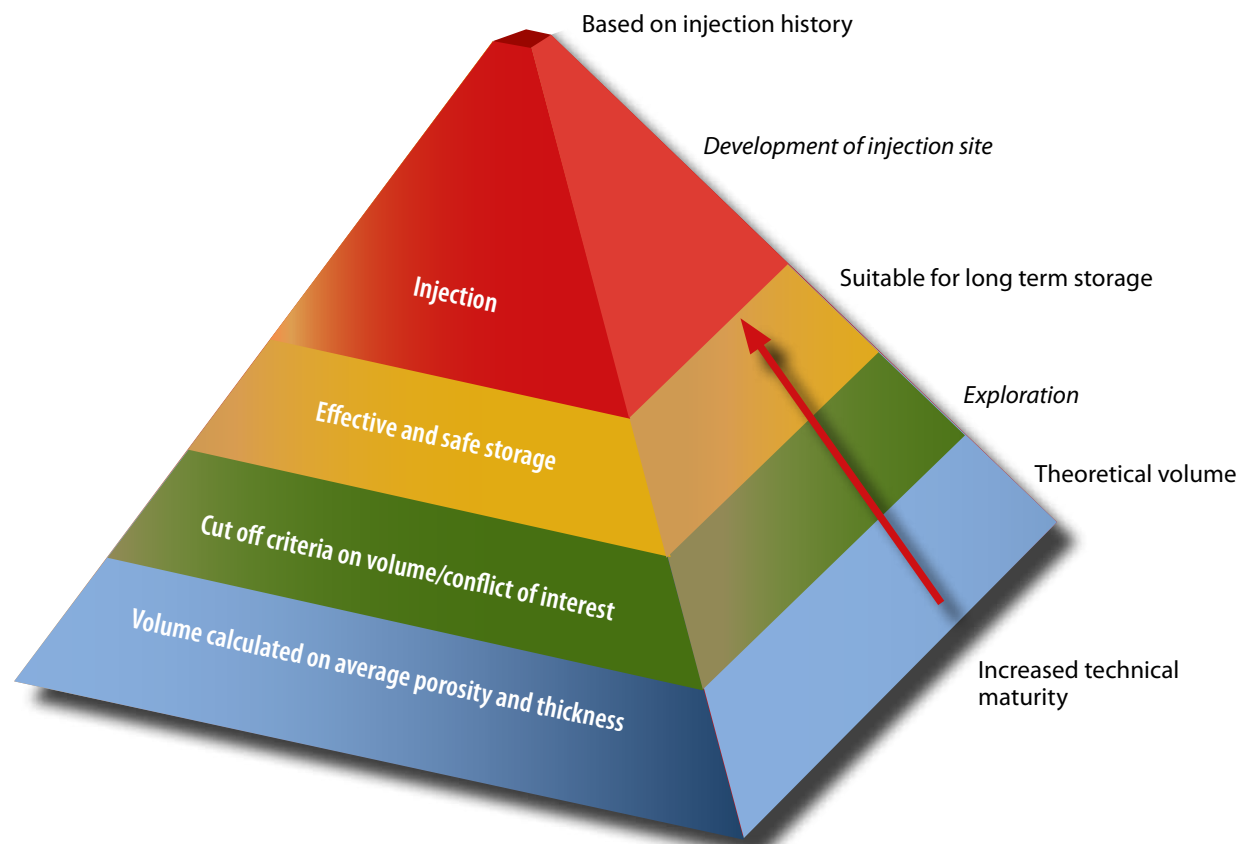 Based on injection history
Development of injection site
Suitable for long term storage
Injection
Exploration
Effective and safe storage
Theoretical volume
Cut off criteria on volume/conflict of interest
Volume calculated on average porosity and thickness
Increased technical
maturity